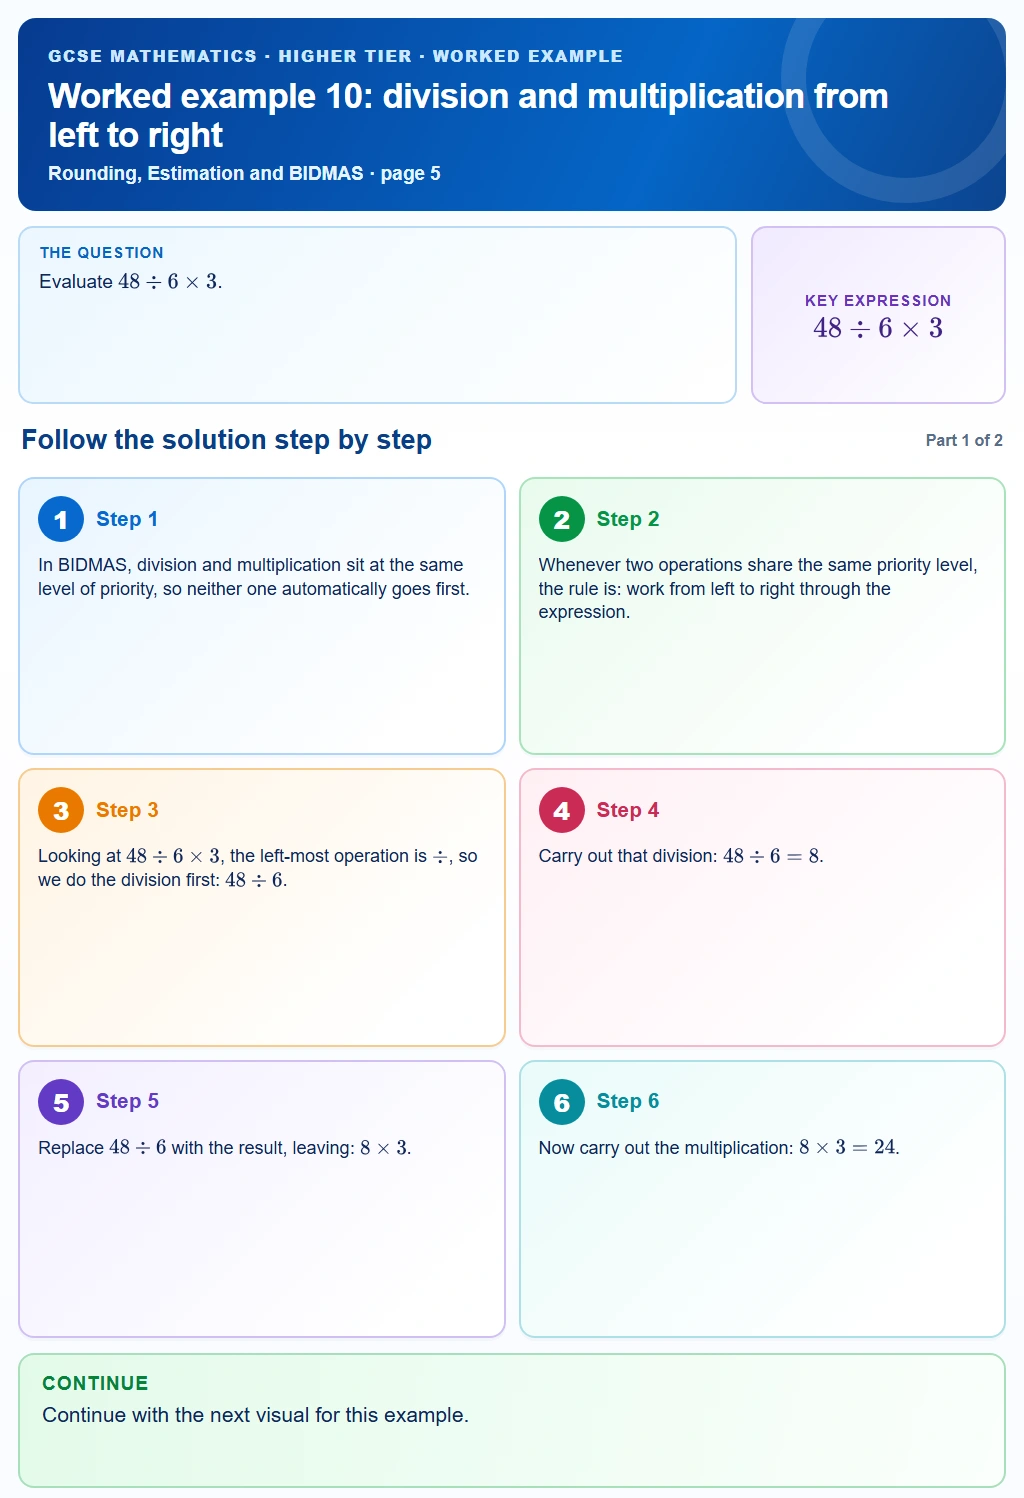 GCSE MATHEMATICS · HIGHER TIER · WORKED EXAMPLE
Worked example 10: division and multiplication from
left to right
Rounding, Estimation and BIDMAS · page 5
THE QUESTION
Evaluate 48 ÷ 6 × 3.
KEY EXPRESSION
48 ÷ 6 × 3
Follow the solution step by step
Part 1 of 2
1 Step 1
In BIDMAS, division and multiplication sit at the same
level of priority, so neither one automatically goes first.
2 Step 2
Whenever two operations share the same priority level,
the rule is: work from left to right through the
expression.
3 Step 3
Looking at 48 ÷ 6 × 3, the left-most operation is ÷, so
we do the division first: 48 ÷ 6.
4 Step 4
Carry out that division: 48 ÷ 6 = 8.
5 Step 5
Replace 48 ÷ 6 with the result, leaving: 8 × 3.
6 Step 6
Now carry out the multiplication: 8 × 3 = 24.
CONTINUE
Continue with the next visual for this example.